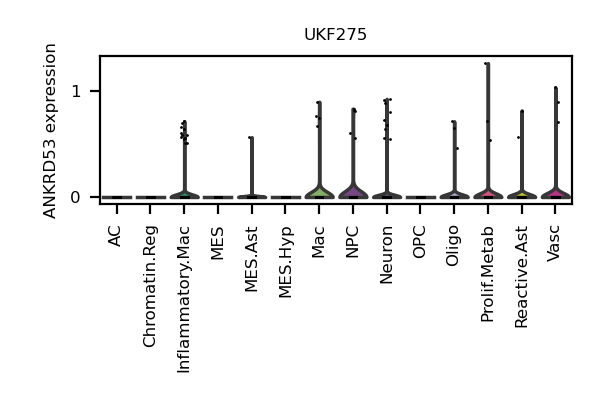 UKF275
ANKRD53 expression
1
0
AC
Chromatin.Reg
Inflammatory.Mac
MES
MES.Ast
MES.Hyp
Mac
NPC
Neuron
OPC
Oligo
Prolif.Metab
Reactive.Ast
Vasc